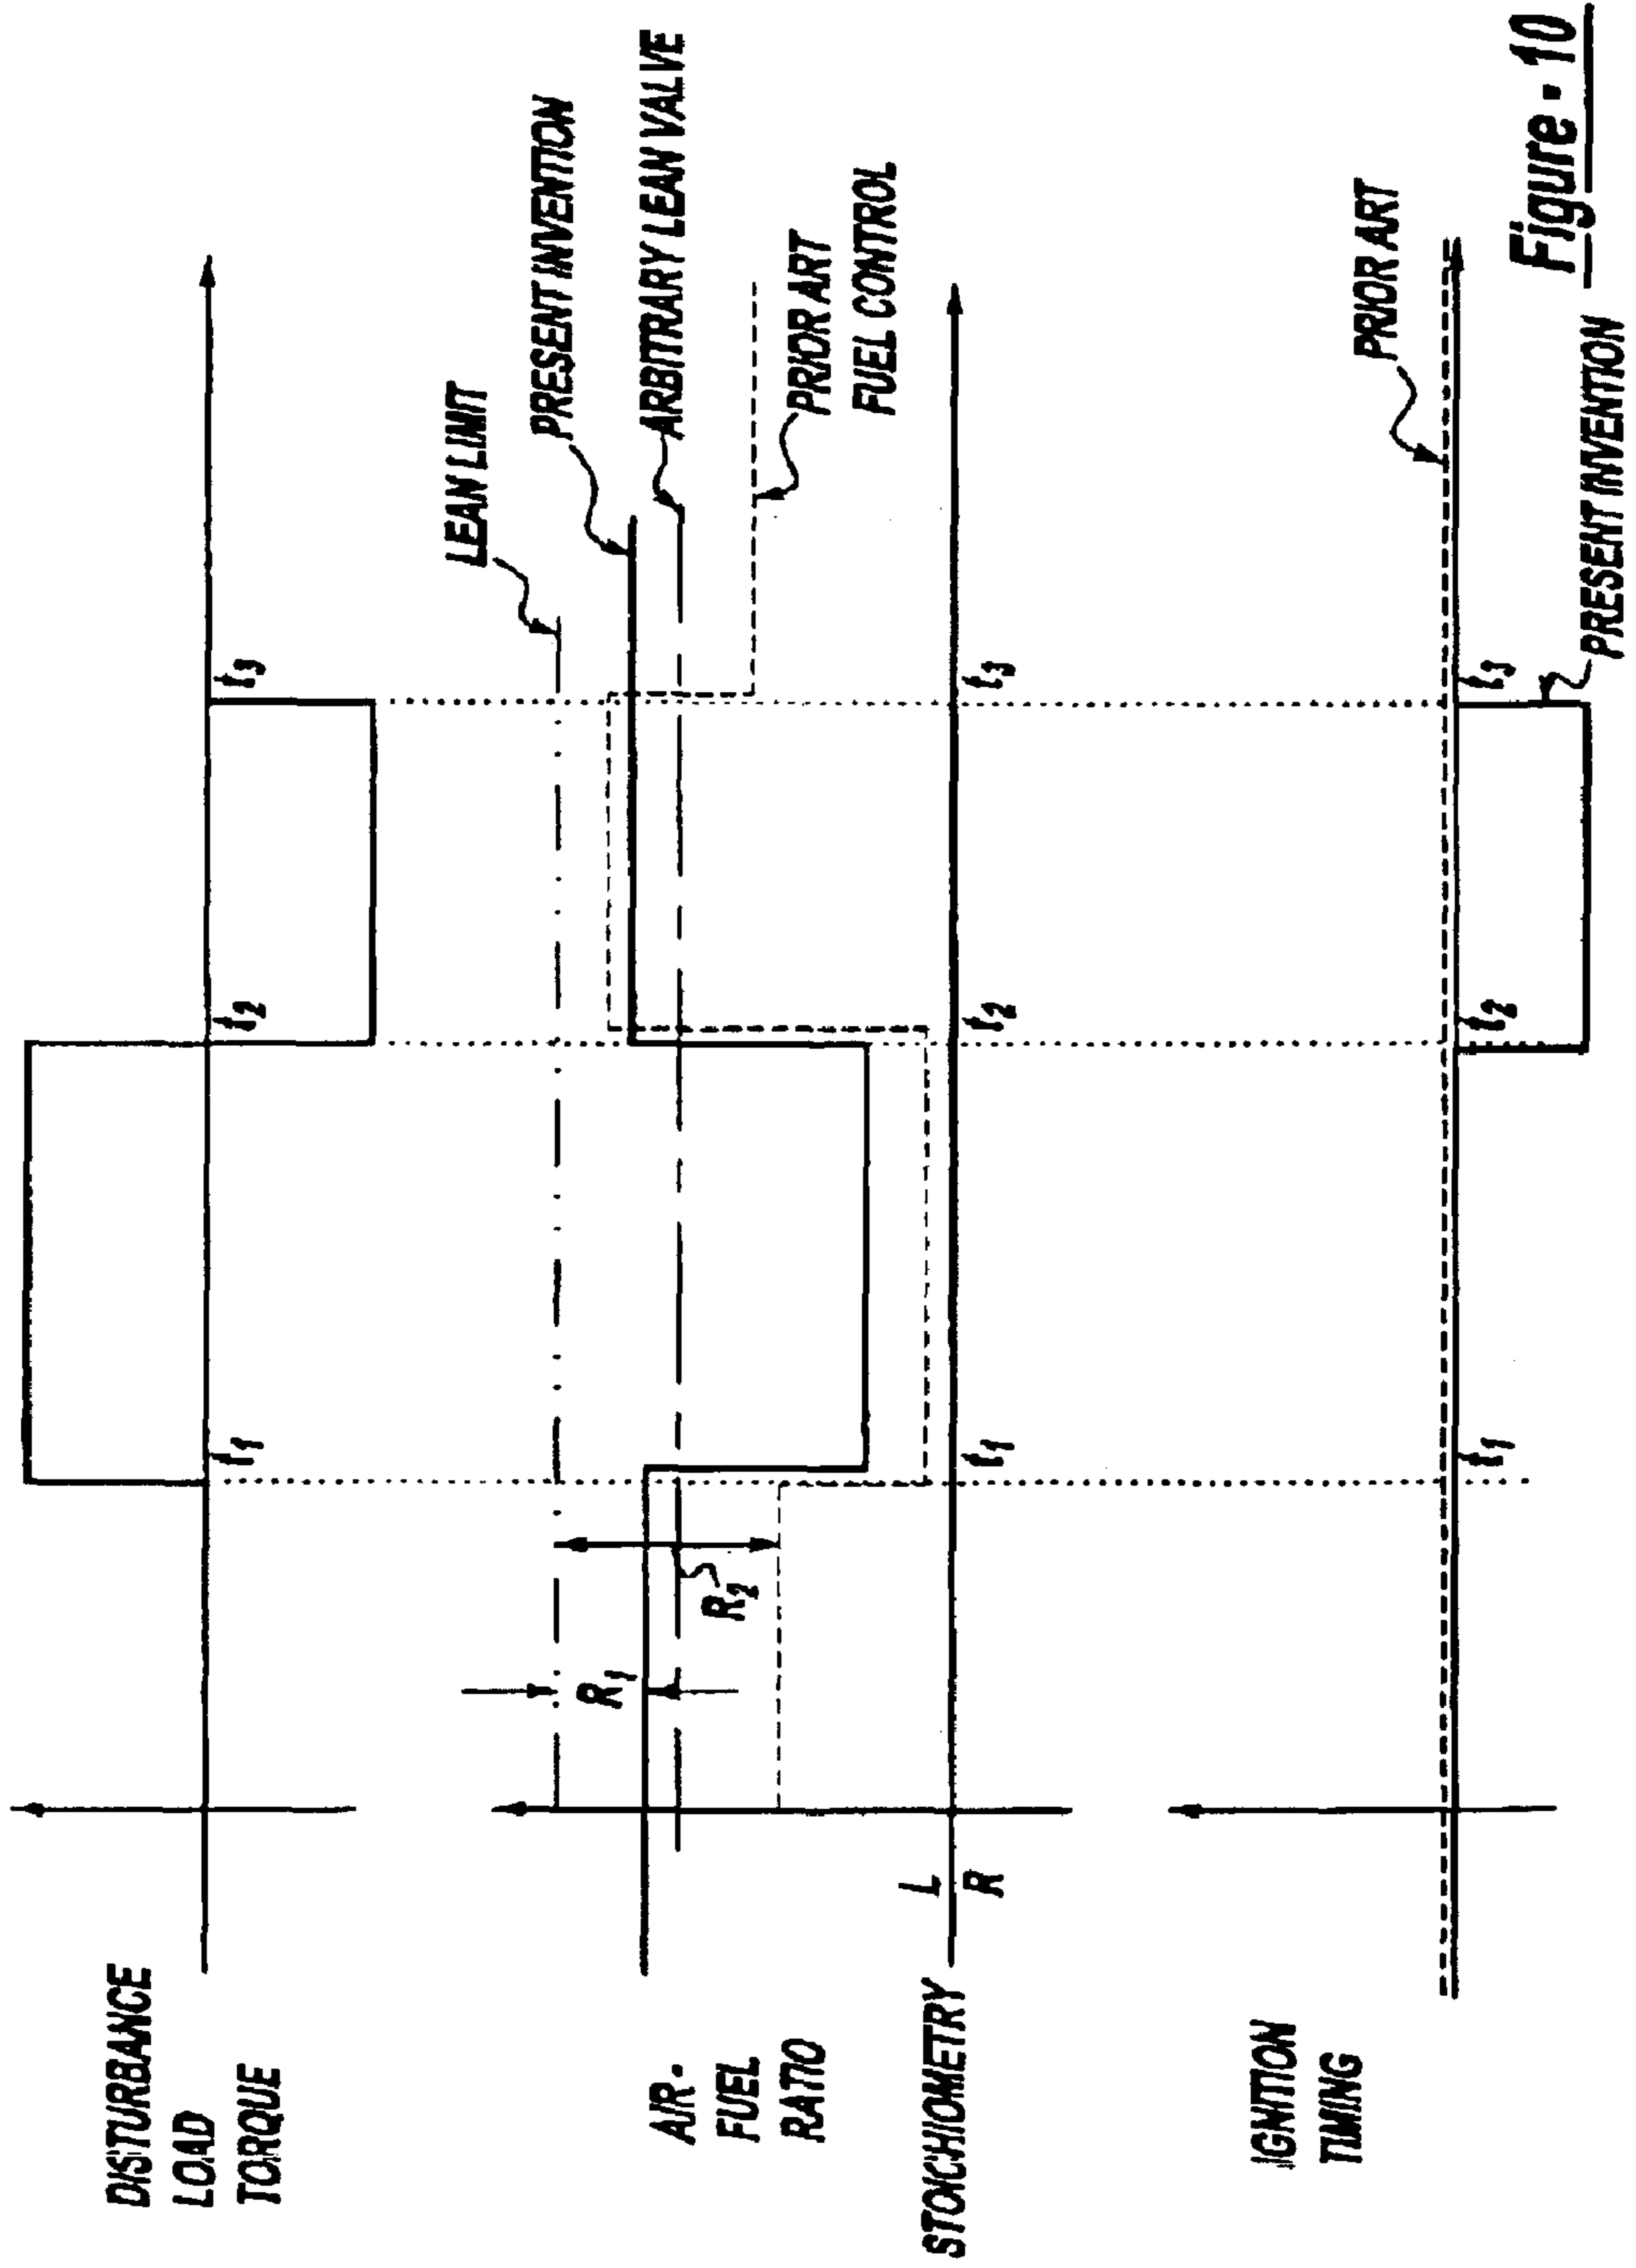 DISTURBANCE
LOAD
TORQUE
t1
t2
t3
LEAN LIMIT
PRESENT INVENTION
ARBITRARY LEAN VALVE
PRIOR ART
FUEL CONTROL
AIR-
FUEL
RATIO
R1
R2
L
R
STOICHIOMETRY
t1
t2
t3
IGNITION
TIMING
PRIOR ART
t1
t2
t3
PRESENT INVENTION
Figure - 10